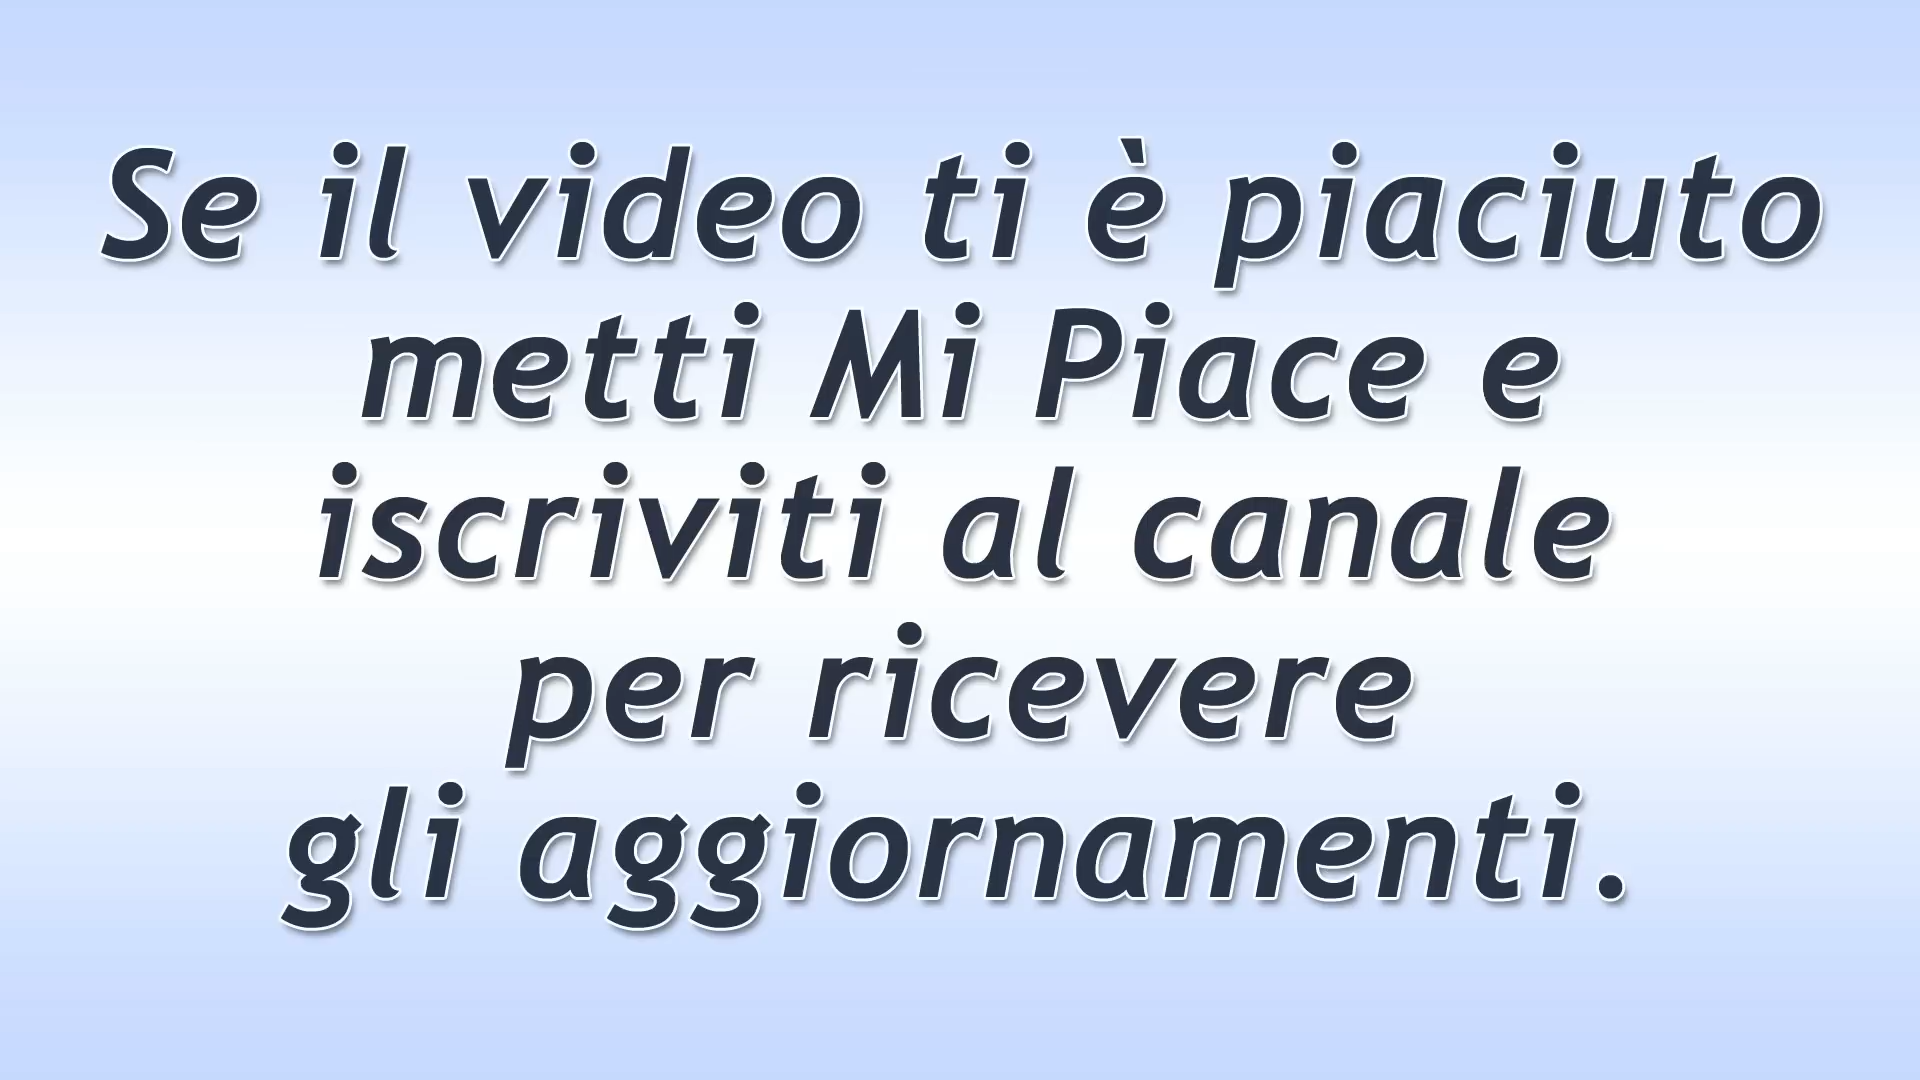 Se il video ti è piaciuto
metti Mi Piace e
iscriviti al canale
per ricevere
gli aggiornamenti.